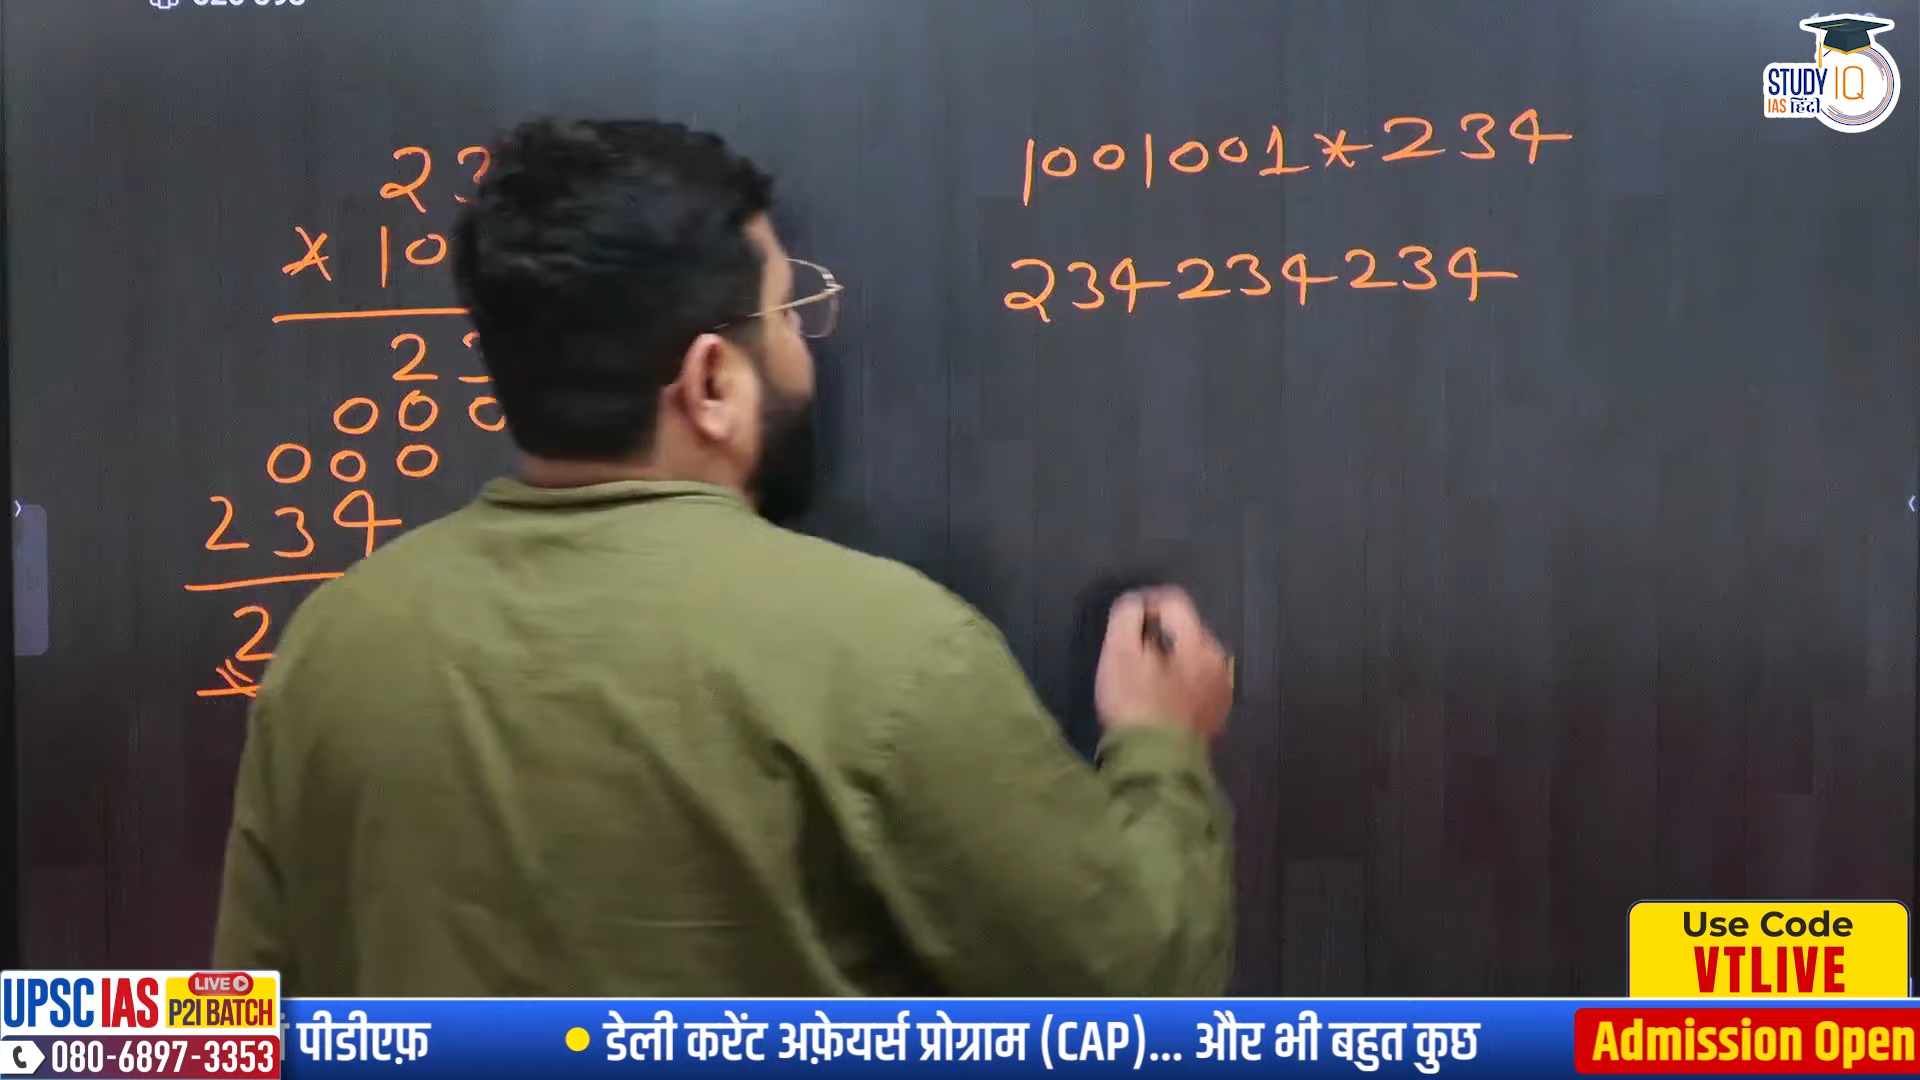 STUDY IQ
IAS हिंदी
2
* 10
2
000
000
234
2
1001001*234
234234234
Use Code
VTLIVE
UPSC IAS
LIVE
P2I BATCH
080-6897-3353
पीडीएफ़
डेली करेंट अफ़ेयर्स प्रोग्राम (CAP)... और भी बहुत कुछ
Admission Open